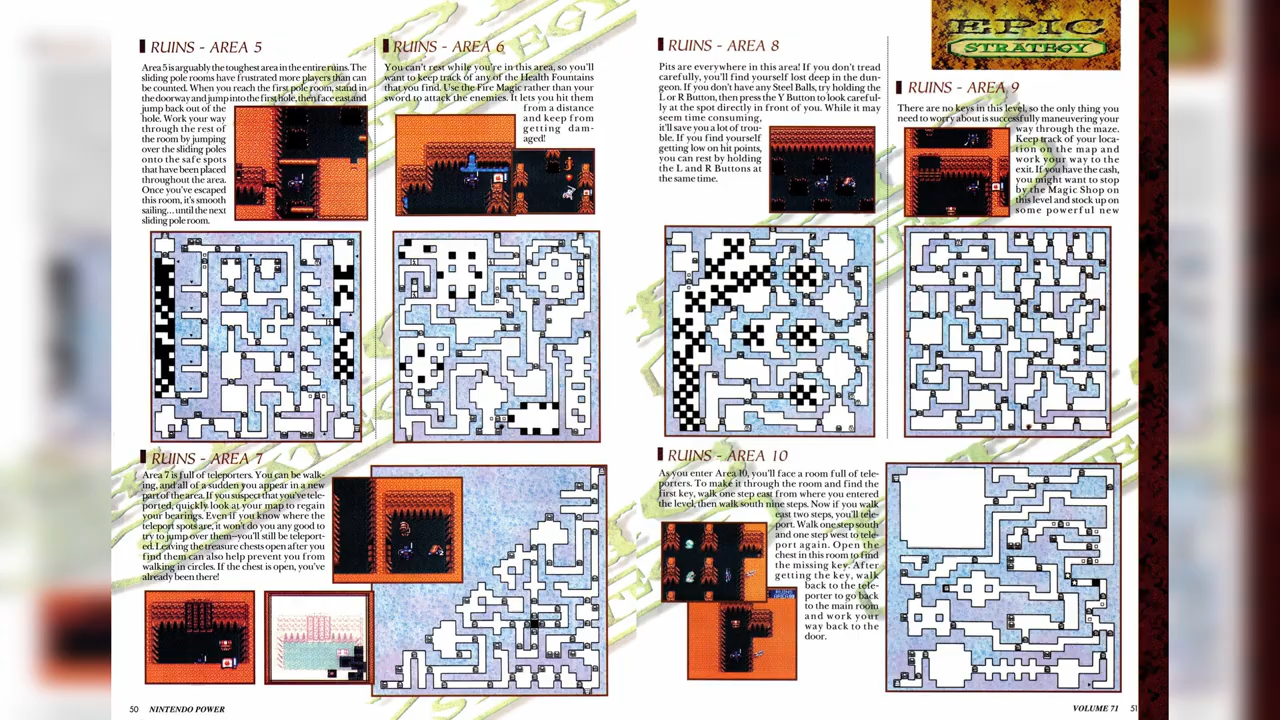 RUINS - AREA 5
Area 5 is arguably the toughest area in the entire ruins. The
sliding pole rooms have frustrated more players than can
be counted. When you reach the first pole room, stand in
the doorway and jump into the first hole, then face east and
jump back out of the
hole. Work your way
through the rest of
the room by jumping
over the sliding poles
onto the safe spots
that have been placed
throughout the area.
Once you've escaped
this room, it's smooth
sailing...until the next
sliding pole room.
RUINS - AREA 6
You can't rest while you're in this area, so you'll
want to keep track of any of the Health Fountains
that you find. Use the Fire Magic rather than your
sword to attack the enemies. It lets you hit them
from a distance
and keep from
getting dam-
aged!
RUINS - AREA 7
Area 7 is full of teleporters. You can be walk-
ing, and all of a sudden you appear in a new
part of the area. If you suspect that you've tele-
ported, quickly look at your map to regain
your bearings. Even if you know where the
teleport spots are, it won't do you any good to
try to jump over them--you'll still be teleport-
ed. Leaving the treasure chests open after you
find them can also help prevent you from
walking in circles. If the chest is open, you've
already been there!
50 NINTENDO POWER
RUINS - AREA 8
Pits are everywhere in this area! If you don't tread
carefully, you'll find yourself lost deep in the dun-
geon. If you don't have any Steel Balls, try holding the
L or R Button, then press the Y Button to look careful-
ly at the spot directly in front of you. While it may
seem time consuming,
it'll save you a lot of trou-
ble. If you find yourself
getting low on hit points,
you can rest by holding
the L and R Buttons at
the same time.
EPIC
STRATEGY
RUINS - AREA 9
There are no keys in this level, so the only thing you
need to worry about is successfully maneuvering your
way through the maze.
Keep track of your loca-
tion on the map and
work your way to the
exit. If you have the cash,
you might want to stop
by the Magic Shop on
this level and stock up on
some powerful new
RUINS - AREA 10
As you enter Area 10, you'll face a room full of tele-
porters. To make it through the room and find the
first key, walk one step east from where you entered
the level, then walk south nine steps. Now if you walk
east two steps, you'll tele-
port. Walk one step south
and one step west to tele-
port again. Open the
chest in this room to find
the missing key. After
getting the key, walk
back to the tele-
porter to go back
to the main room
and work your
way back to the
door.
VOLUME 71 51